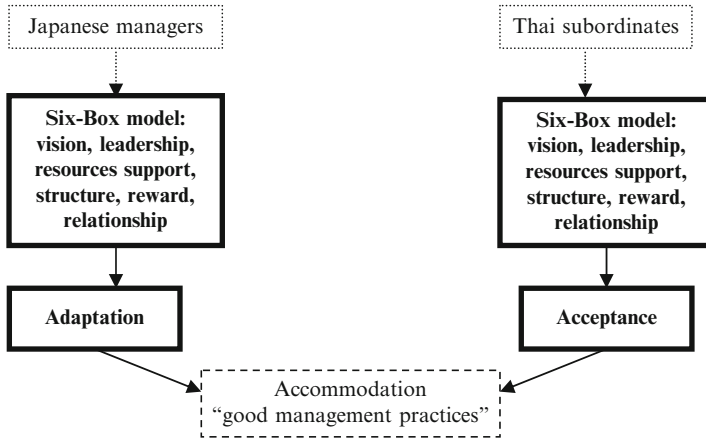 Japanese managers
Thai subordinates
Six-Box model:
vision, leadership,
resources support,
structure, reward,
relationship
Six-Box model:
vision, leadership,
resources support,
structure, reward,
relationship
Adaptation
Acceptance
Accommodation
“good management practices”